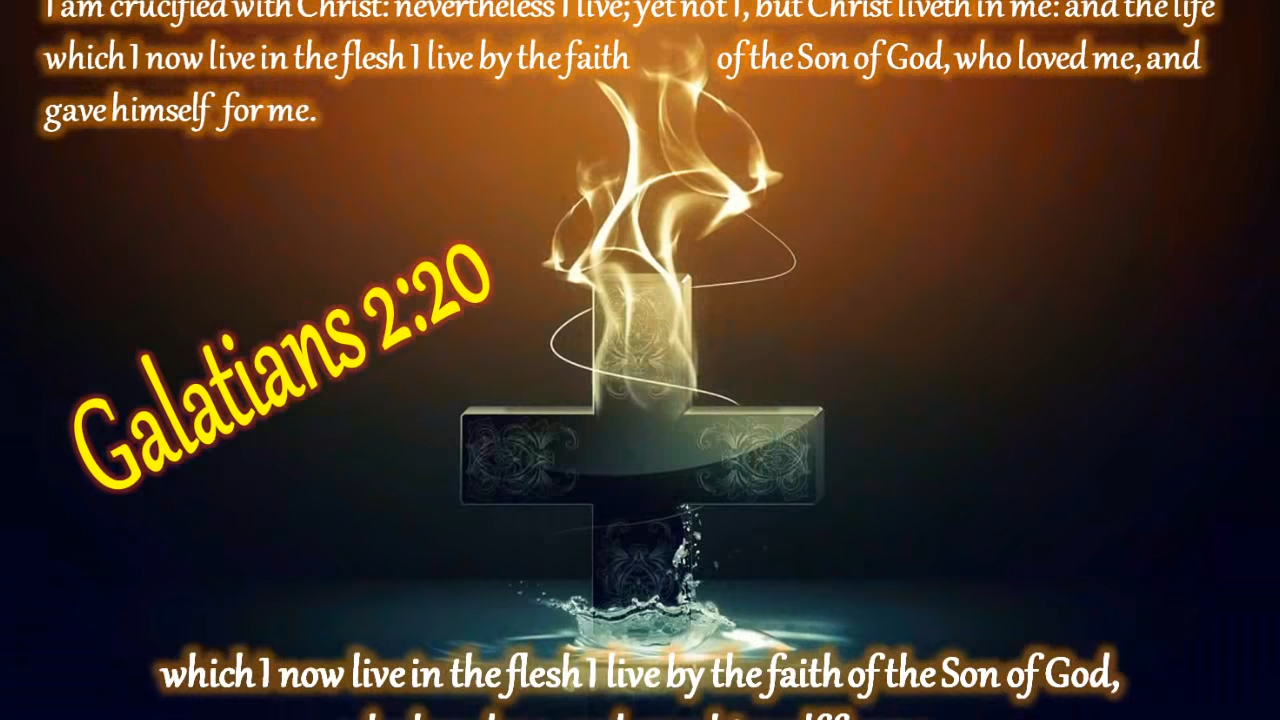 I am crucified with Christ: nevertheless I live; yet not I, but Christ liveth in me: and the life
which I now live in the flesh I live by the faith of the Son of God, who loved me, and
gave himself for me.
Galatians 2:20
which I now live in the flesh I live by the faith of the Son of God,